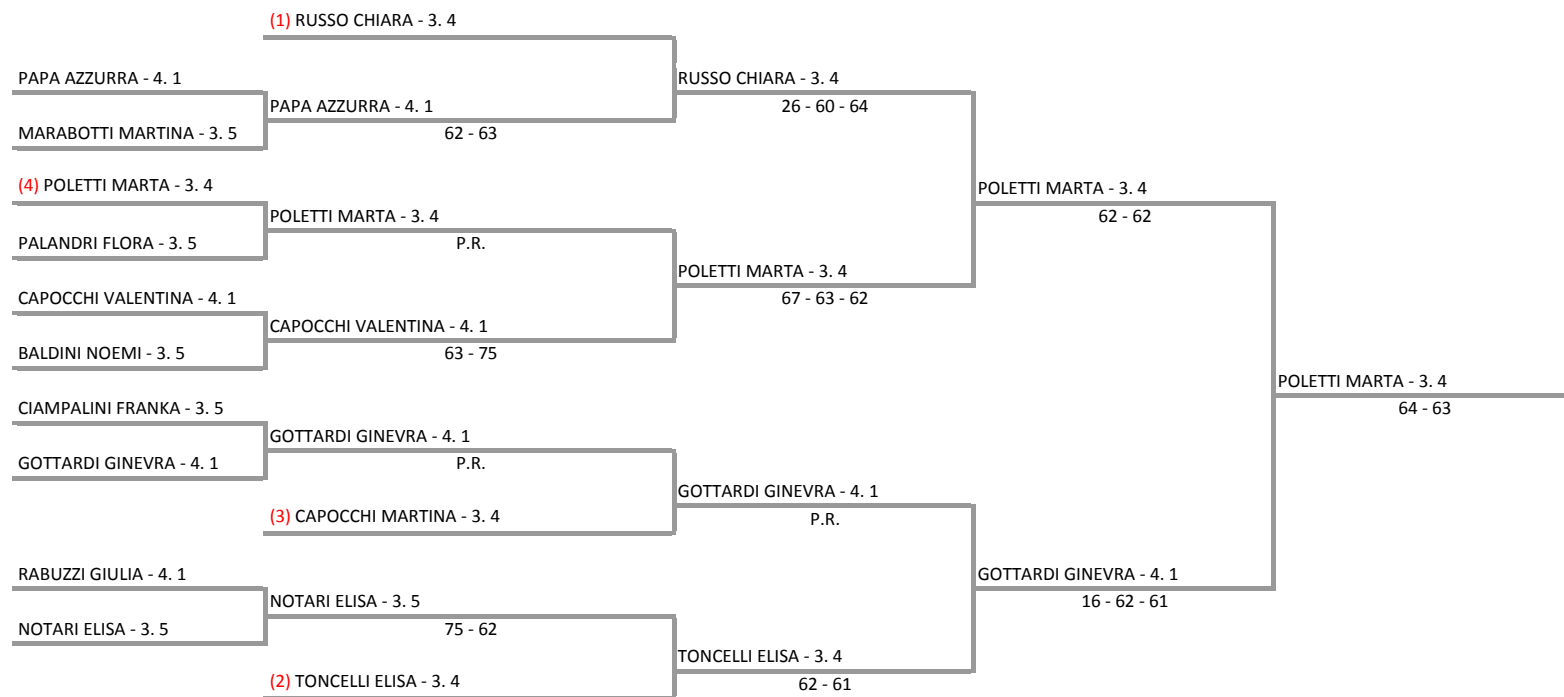 (1) RUSSO CHIARA - 3. 4
PAPA AZZURRA - 4. 1
RUSSO CHIARA - 3. 4
PAPA AZZURRA - 4. 1
26 - 60 - 64
MARABOTTI MARTINA - 3. 5
62 - 63
(4) POLETTI MARTA - 3. 4
POLETTI MARTA - 3. 4
POLETTI MARTA - 3. 4
62 - 62
PALANDRI FLORA - 3. 5
P.R.
POLETTI MARTA - 3. 4
CAPOCCHI VALENTINA - 4. 1
67 - 63 - 62
CAPOCCHI VALENTINA - 4. 1
BALDINI NOEMI - 3. 5
63 - 75
POLETTI MARTA - 3. 4
CIAMPALINI FRANKA - 3. 5
64 - 63
GOTTARDI GINEVRA - 4. 1
GOTTARDI GINEVRA - 4. 1
P.R.
GOTTARDI GINEVRA - 4. 1
(3) CAPOCCHI MARTINA - 3. 4
P.R.
RABUZZI GIULIA - 4. 1
GOTTARDI GINEVRA - 4. 1
NOTARI ELISA - 3. 5
16 - 62 - 61
NOTARI ELISA - 3. 5
75 - 62
TONCELLI ELISA - 3. 4
(2) TONCELLI ELISA - 3. 4
62 - 61